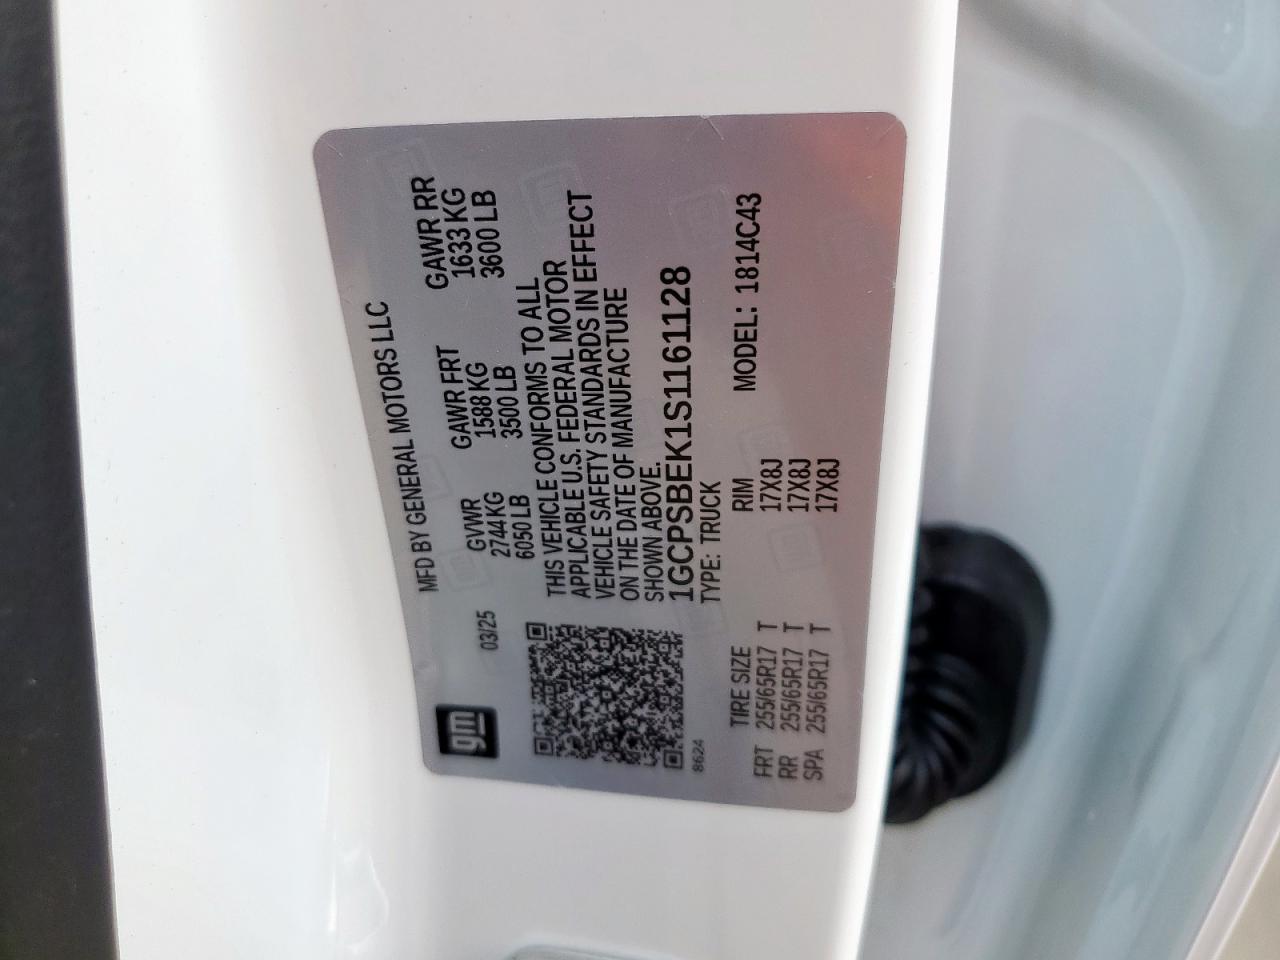 MFD BY GENERAL MOTORS LLC
gm
03/25
GVWR GAWR FRT GAWR RR
2744 KG 1588 KG 1633 KG
6050 LB 3500 LB 3600 LB
THIS VEHICLE CONFORMS TO ALL
APPLICABLE U.S. FEDERAL MOTOR
VEHICLE SAFETY STANDARDS IN EFFECT
ON THE DATE OF MANUFACTURE
SHOWN ABOVE.
1GCPSBEK1S1161128
8624
TYPE: TRUCK
MODEL: 1814C43
TIRE SIZE RIM
FRT 255/65R17 T 17X8J
RR 255/65R17 T 17X8J
SPA 255/65R17 T 17X8J